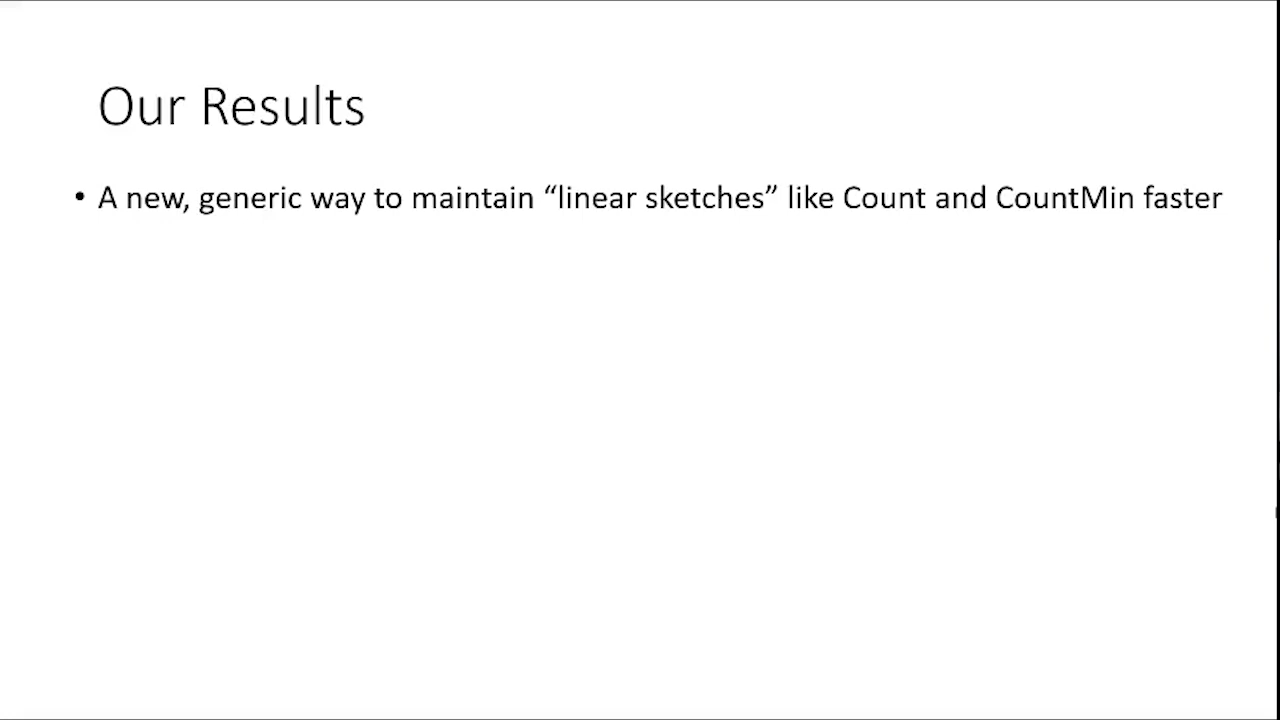 Our Results
• A new, generic way to maintain “linear sketches” like Count and CountMin faster